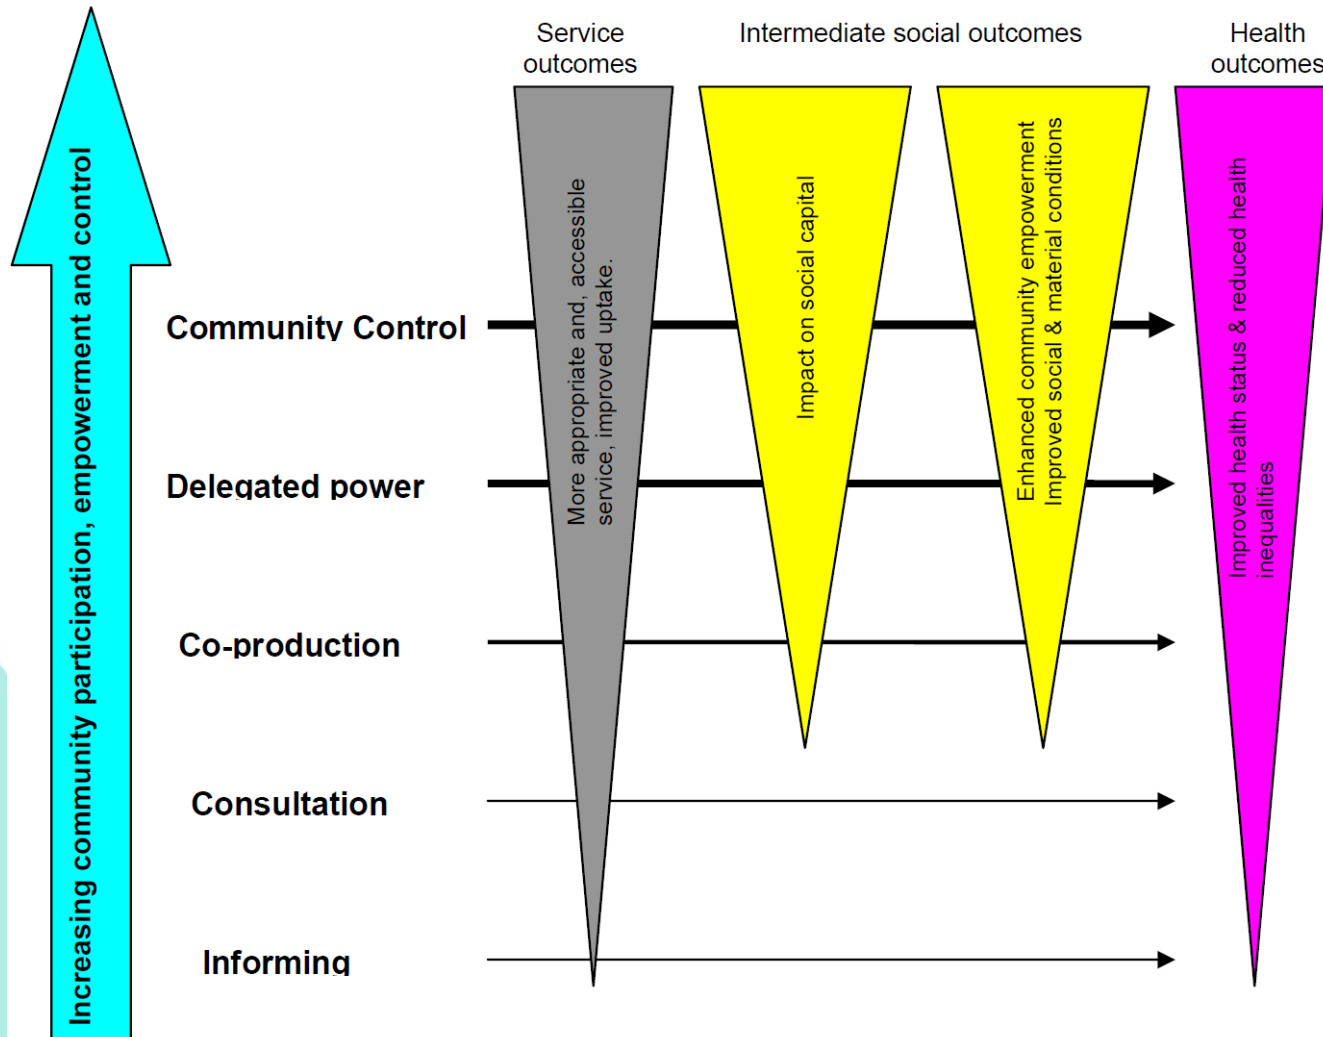 Service
outcomes
Intermediate social outcomes
Health
outcomes
Increasing community participation, empowerment and control
More appropriate and, accessible
service, improved uptake.
Impact on social capital
Enhanced community empowerment
Improved social & material conditions
Improved health status & reduced health
inequalities
Community Control
Delegated power
Co-production
Consultation
Informing